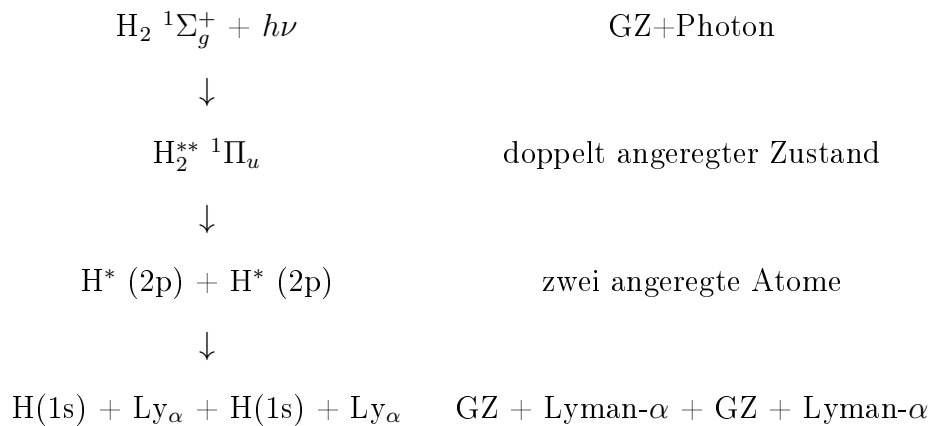 H₂ ¹Σg⁺ + hν GZ+Photon
↓
H₂** ¹Πu doppelt angeregter Zustand
↓
H* (2p) + H* (2p) zwei angeregte Atome
↓
H(1s) + Lyα + H(1s) + Lyα GZ + Lyman-α + GZ + Lyman-α